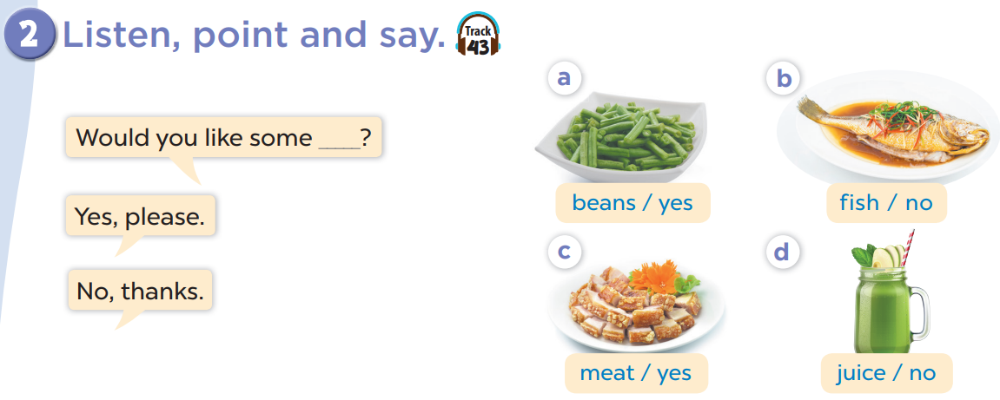 2 Listen, point and say.
Track
43
Would you like some _____?
Yes, please.
No, thanks.
a
beans / yes
b
fish / no
c
meat / yes
d
juice / no